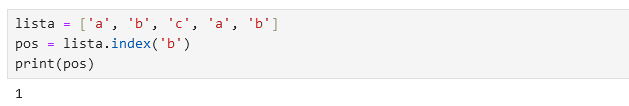 lista = ['a', 'b', 'c', 'a', 'b']
pos = lista.index('b')
print(pos)
1